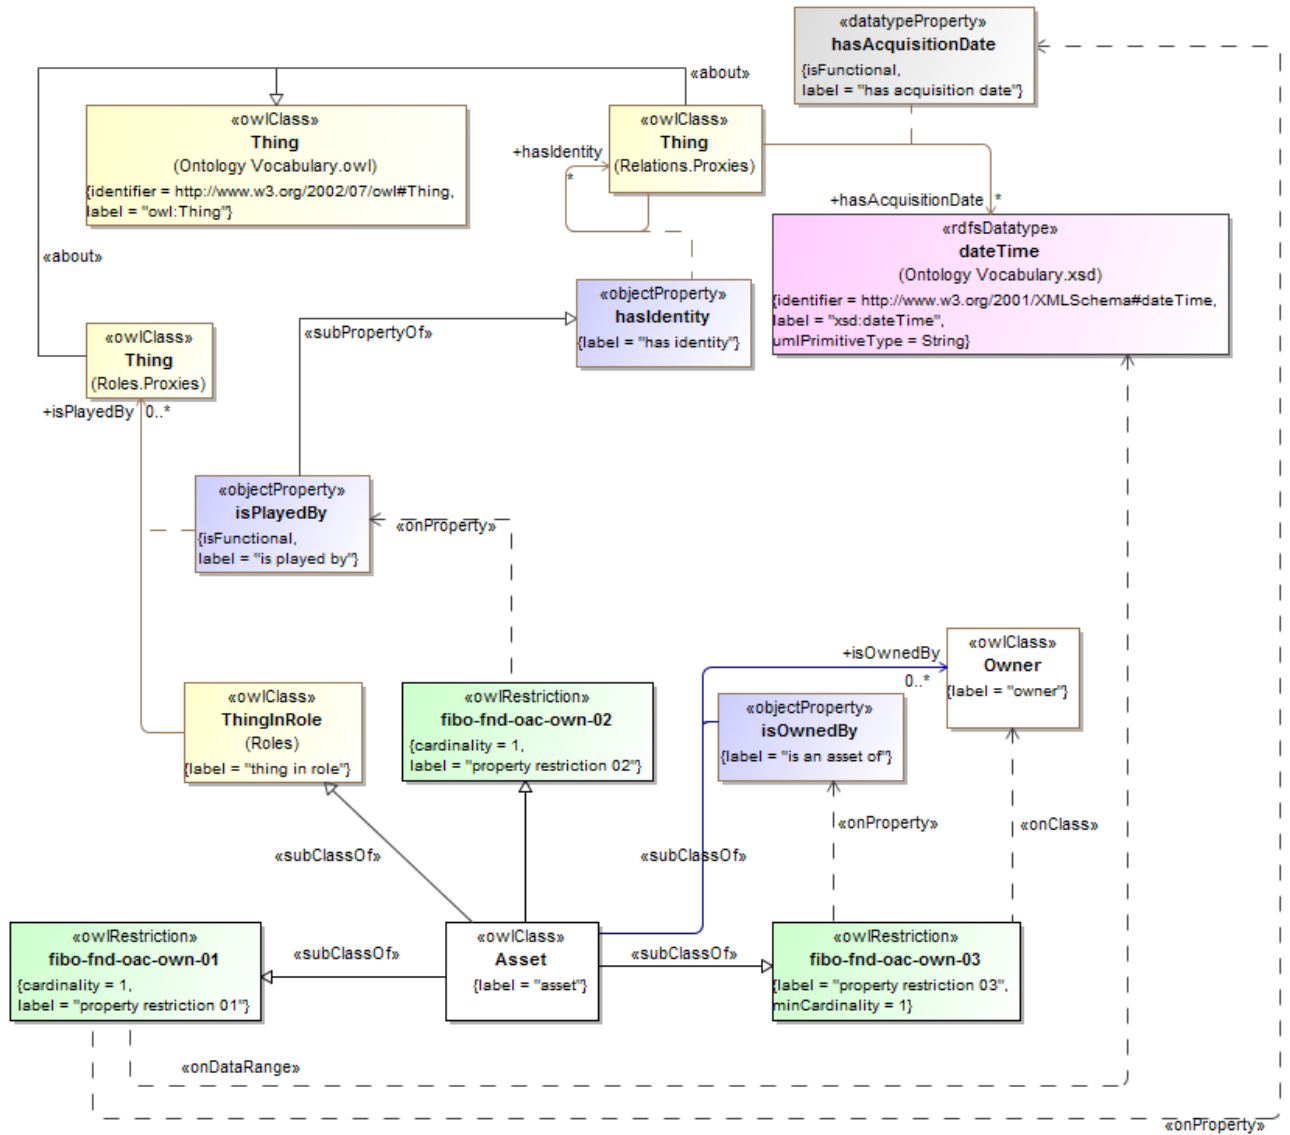 «datatypeProperty»
hasAcquisitionDate
{isFunctional,
label = "has acquisition date"}
«about»
«owlClass»
Thing
(Ontology Vocabulary.owl)
{identifier = http://www.w3.org/2002/07/owl#Thing,
label = "owl:Thing"}
«owlClass»
Thing
(Relations.Proxies)
+hasIdentity
*
+hasAcquisitionDate
*
«rdfsDatatype»
dateTime
(Ontology Vocabulary.xsd)
{identifier = http://www.w3.org/2001/XMLSchema#dateTime,
label = "xsd:dateTime",
umlPrimitiveType = String}
«about»
«objectProperty»
hasIdentity
{label = "has identity"}
«subPropertyOf»
«owlClass»
Thing
(Roles.Proxies)
+isPlayedBy
0..*
«objectProperty»
isPlayedBy
{isFunctional,
label = "is played by"}
«onProperty»
+isOwnedBy
0..*
«owlClass»
Owner
{label = "owner"}
«owlClass»
ThingInRole
(Roles)
{label = "thing in role"}
«owlRestriction»
fibo-fnd-oac-own-02
{cardinality = 1,
label = "property restriction 02"}
«objectProperty»
isOwnedBy
{label = "is an asset of"}
«onProperty»
«onClass»
«subClassOf»
«subClassOf»
«owlRestriction»
fibo-fnd-oac-own-01
{cardinality = 1,
label = "property restriction 01"}
«subClassOf»
«owlClass»
Asset
{label = "asset"}
«subClassOf»
«owlRestriction»
fibo-fnd-oac-own-03
{label = "property restriction 03",
minCardinality = 1}
«onDataRange»
«onProperty»